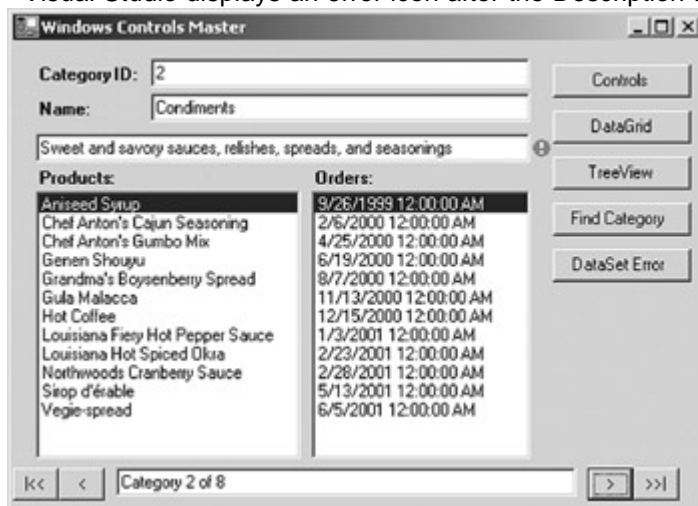 Visual Studio displays an error icon after the Description
Windows Controls Master
Category ID: 2
Name: Condiments
Sweet and savory sauces, relishes, spreads, and seasonings
Products:
Aniseed Syrup
Chef Anton's Cajun Seasoning
Chef Anton's Gumbo Mix
Genen Shouyu
Grandma's Boysenberry Spread
Gula Malacca
Hot Coffee
Louisiana Fiery Hot Pepper Sauce
Louisiana Hot Spiced Okra
Northwoods Cranberry Sauce
Sirop d'érable
Vegie-spread
Orders:
9/26/1999 12:00:00 AM
2/6/2000 12:00:00 AM
4/25/2000 12:00:00 AM
6/19/2000 12:00:00 AM
8/7/2000 12:00:00 AM
11/13/2000 12:00:00 AM
12/15/2000 12:00:00 AM
1/3/2001 12:00:00 AM
2/23/2001 12:00:00 AM
2/28/2001 12:00:00 AM
5/13/2001 12:00:00 AM
6/5/2001 12:00:00 AM
Controls
DataGrid
TreeView
Find Category
DataSet Error
|<<
<
Category 2 of 8
>
>>|